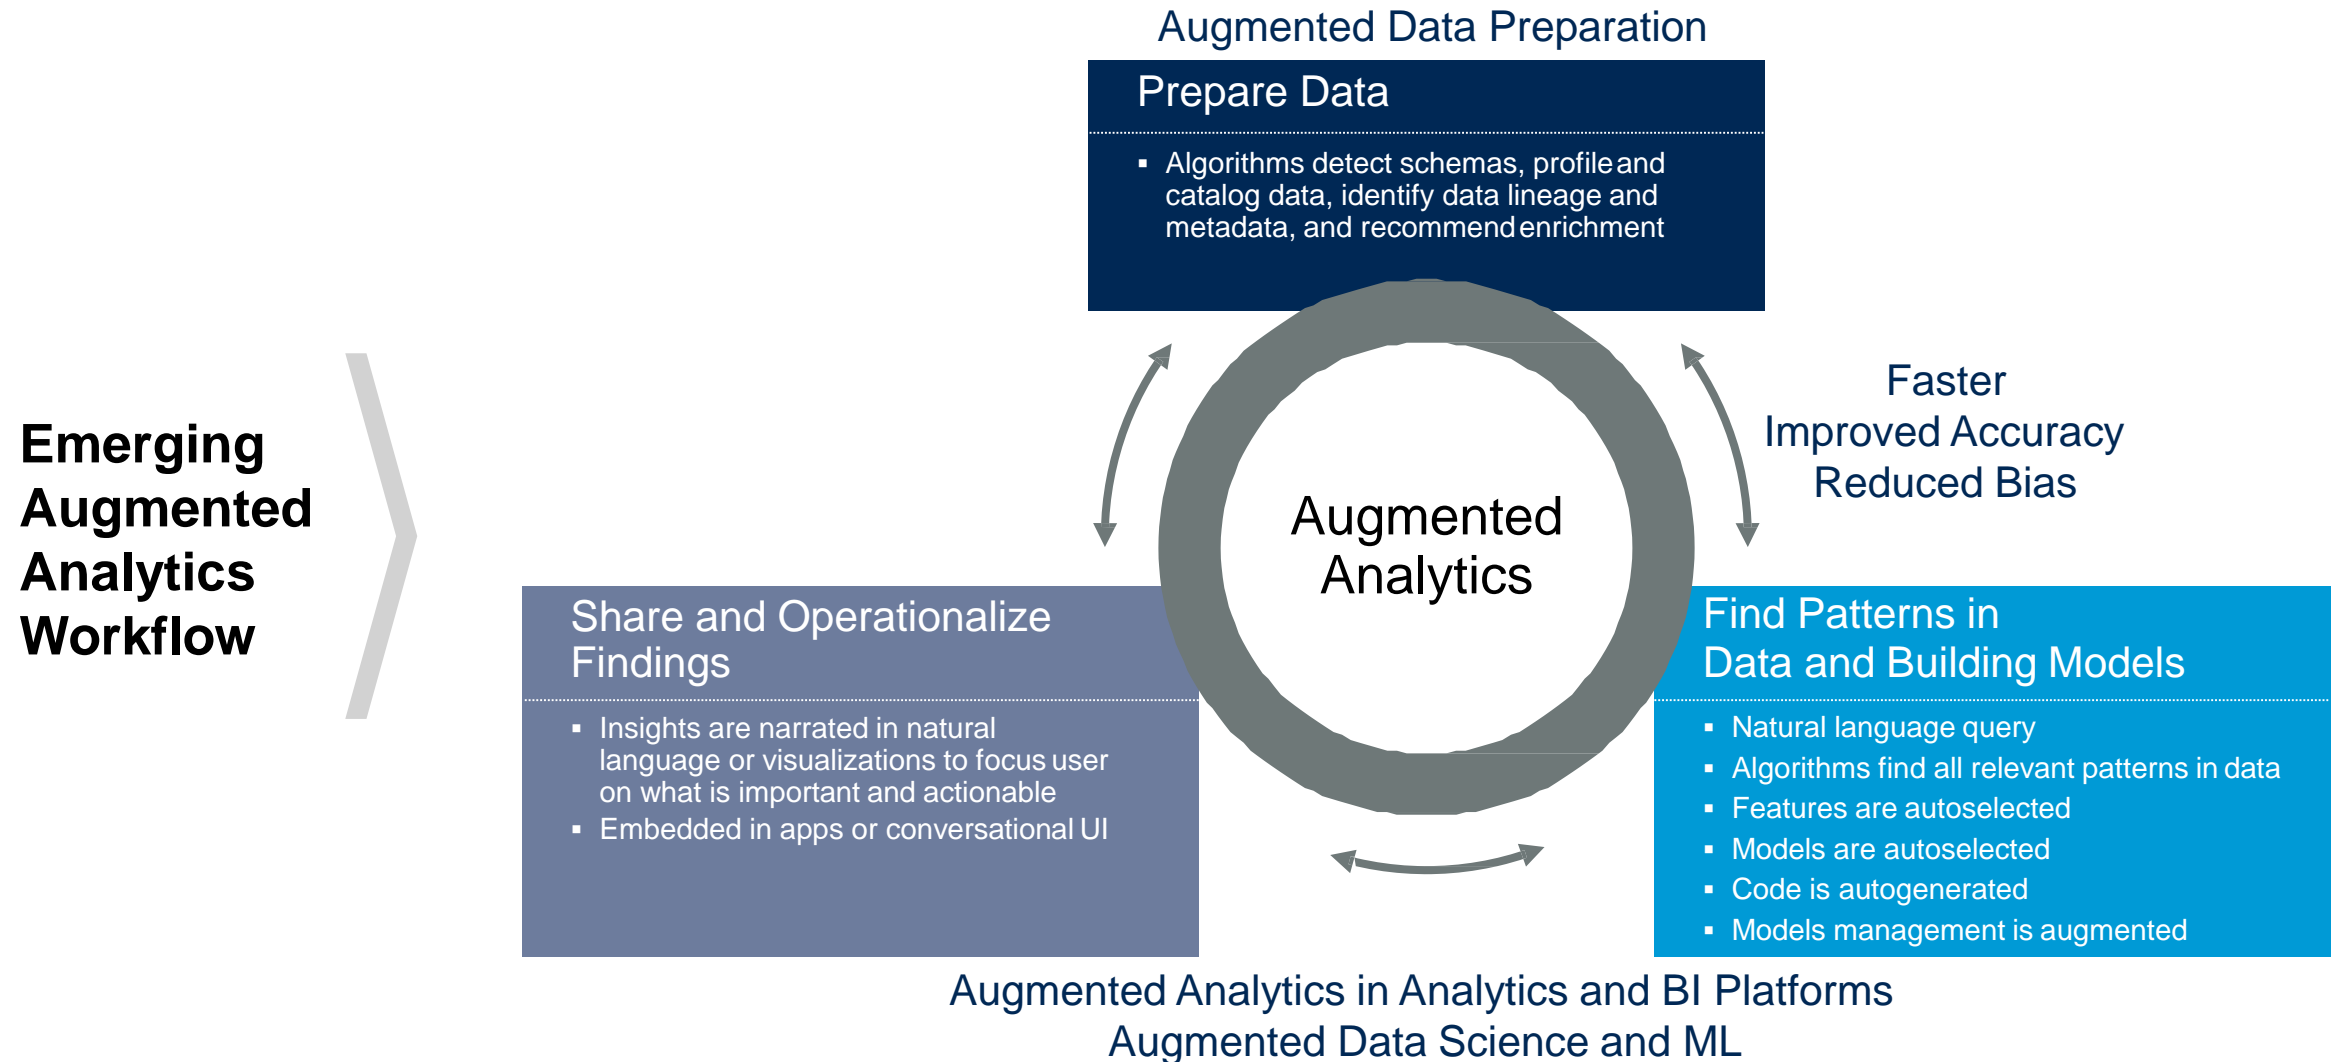 Augmented Data Preparation
Prepare Data
▪ Algorithms detect schemas, profile and
catalog data, identify data lineage and
metadata, and recommend enrichment
Faster
Improved Accuracy
Reduced Bias
Emerging
Augmented
Analytics
Workflow
Augmented
Analytics
Share and Operationalize
Findings
▪ Insights are narrated in natural
language or visualizations to focus user
on what is important and actionable
▪ Embedded in apps or conversational UI
Find Patterns in
Data and Building Models
▪ Natural language query
▪ Algorithms find all relevant patterns in data
▪ Features are autoselected
▪ Models are autoselected
▪ Code is autogenerated
▪ Models management is augmented
Augmented Analytics in Analytics and BI Platforms
Augmented Data Science and ML